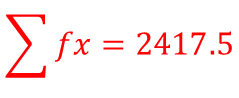 ∑ fx = 2417.5